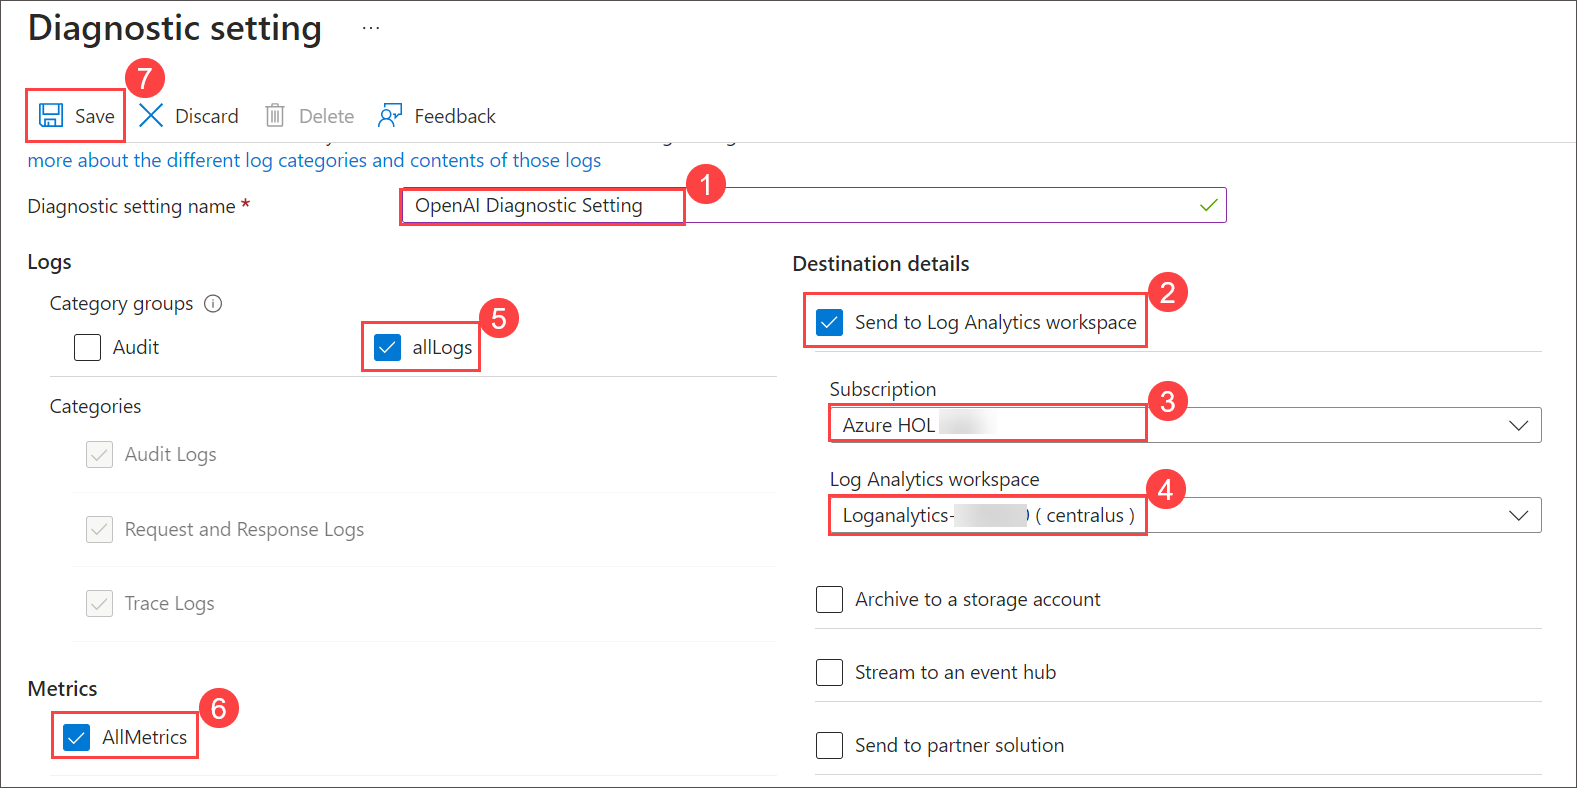 Diagnostic setting ...
7
Save Discard Delete Feedback
more about the different log categories and contents of those logs
1
Diagnostic setting name * OpenAI Diagnostic Setting
Logs
Category groups
5
Audit allLogs
Categories
Audit Logs
Request and Response Logs
Trace Logs
Metrics
6
AllMetrics
Destination details
2
Send to Log Analytics workspace
Subscription
3
Azure HOL
Log Analytics workspace
4
Loganalytics- ( centralus )
Archive to a storage account
Stream to an event hub
Send to partner solution